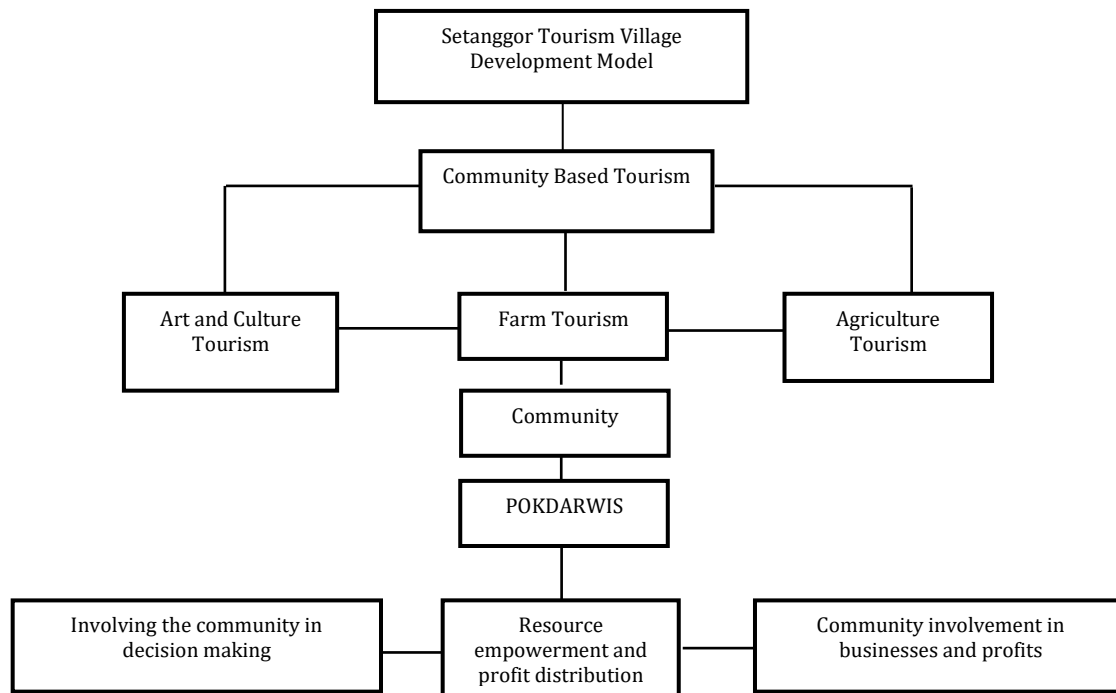 Setanggor Tourism Village
Development Model
Community Based Tourism
Art and Culture
Tourism
Farm Tourism
Agriculture
Tourism
Community
POKDARWIS
Involving the community in
decision making
Resource
empowerment and
profit distribution
Community involvement in
businesses and profits